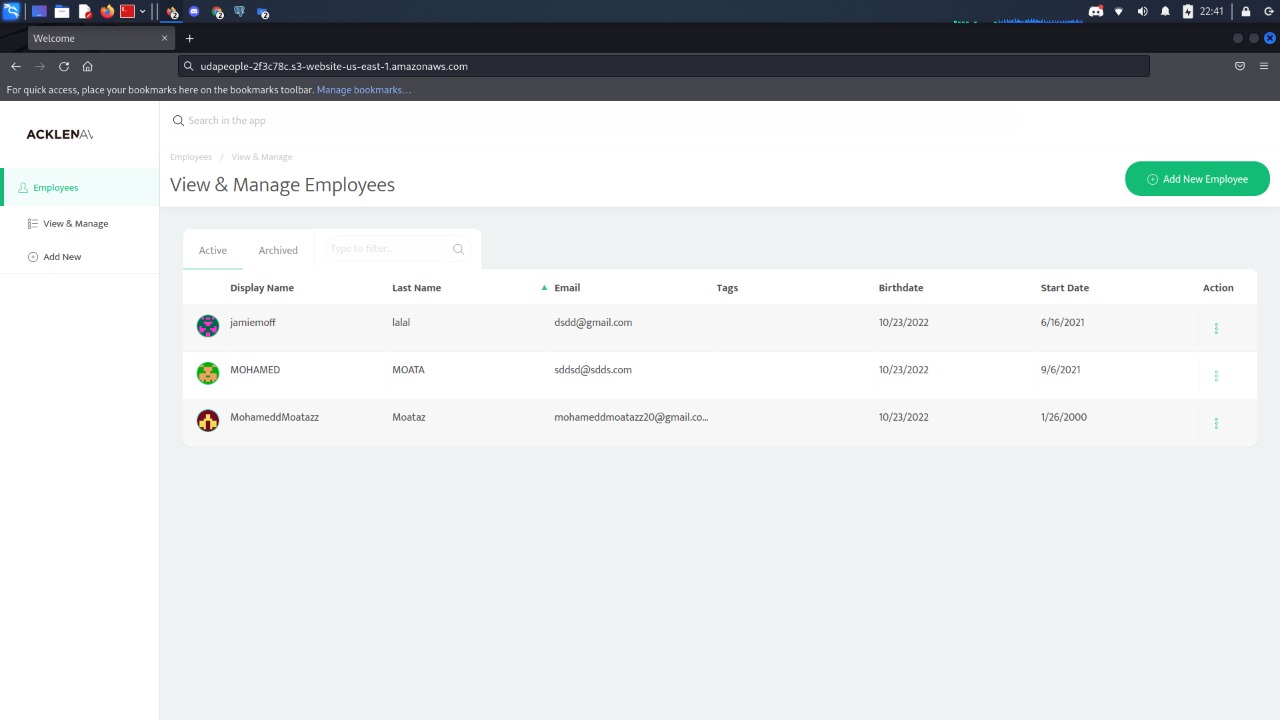 22:41
Welcome
udapeople-2f3c78c.s3-website-us-east-1.amazonaws.com
For quick access, place your bookmarks here on the bookmarks toolbar. Manage bookmarks…
ACKLENAV
Search in the app
Employees / View & Manage
View & Manage Employees
Add New Employee
Employees
View & Manage
Add New
Active Archived Type to filter...
Display Name Last Name Email Tags Birthdate Start Date Action
jamiemoff lalal dsdd@gmail.com 10/23/2022 6/16/2021
MOHAMED MOATA sddsd@sdds.com 10/23/2022 9/6/2021
MohameddMoatazz Moataz mohameddmoatazz20@gmail.co... 10/23/2022 1/26/2000